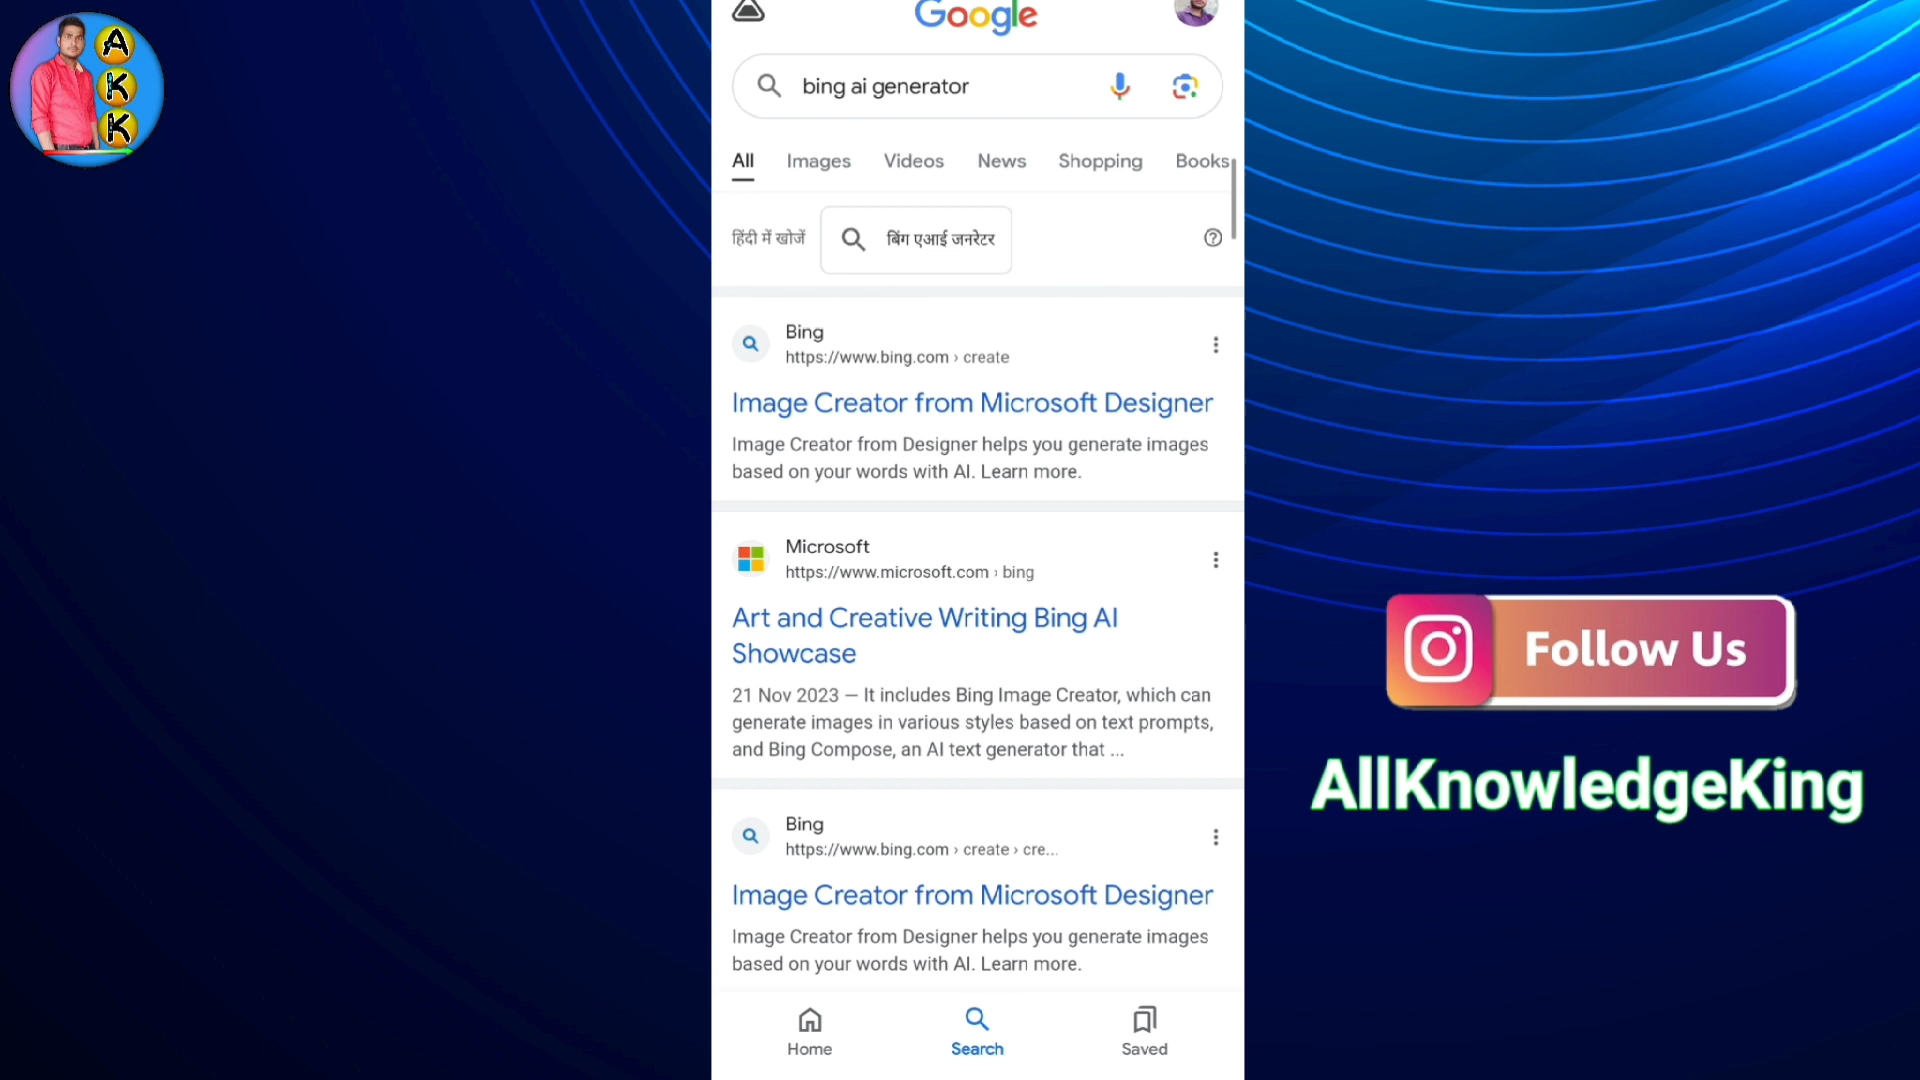 A
K
K
Google
bing ai generator
All Images Videos News Shopping Books
हिंदी में खोजें बिंग एआई जनरेटर
Bing
https://www.bing.com › create
Image Creator from Microsoft Designer
Image Creator from Designer helps you generate images
based on your words with AI. Learn more.
Microsoft
https://www.microsoft.com › bing
Art and Creative Writing Bing AI
Showcase
21 Nov 2023 — It includes Bing Image Creator, which can
generate images in various styles based on text prompts,
and Bing Compose, an AI text generator that ...
Bing
https://www.bing.com › create › cre...
Image Creator from Microsoft Designer
Image Creator from Designer helps you generate images
based on your words with AI. Learn more.
Home Search Saved
Follow Us
AllKnowledgeKing